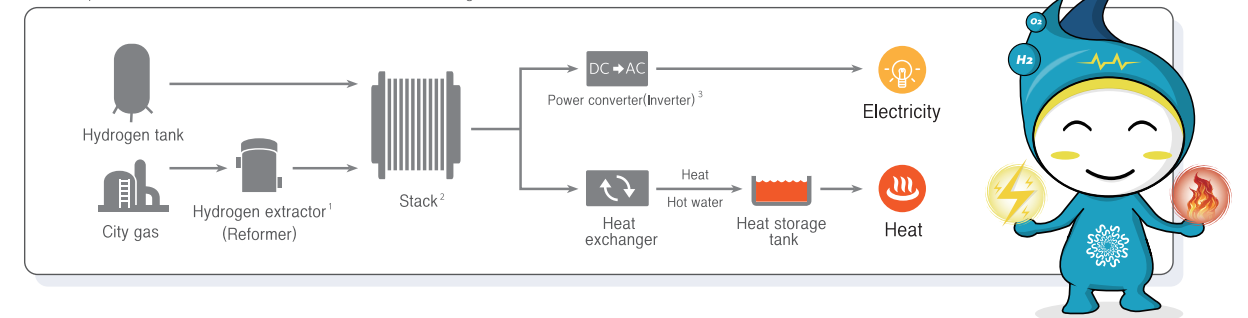 Hydrogen tank
City gas
Hydrogen extractor¹
(Reformer)
Stack²
DC➔AC
Power converter(Inverter)³
Electricity
Heat
exchanger
Heat
Hot water
Heat storage
tank
Heat
O₂
H2